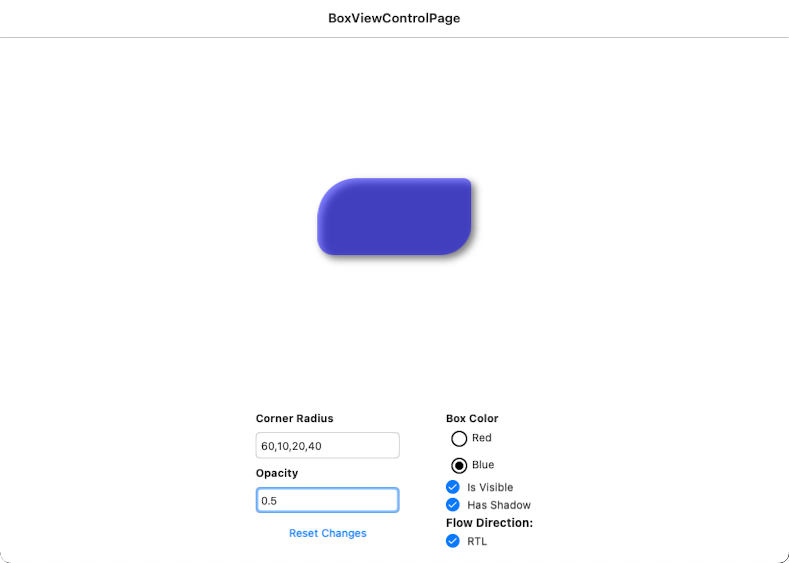 BoxViewControlPage
Corner Radius
60,10,20,40
Opacity
0.5
Reset Changes
Box Color
Red
Blue
Is Visible
Has Shadow
Flow Direction:
RTL